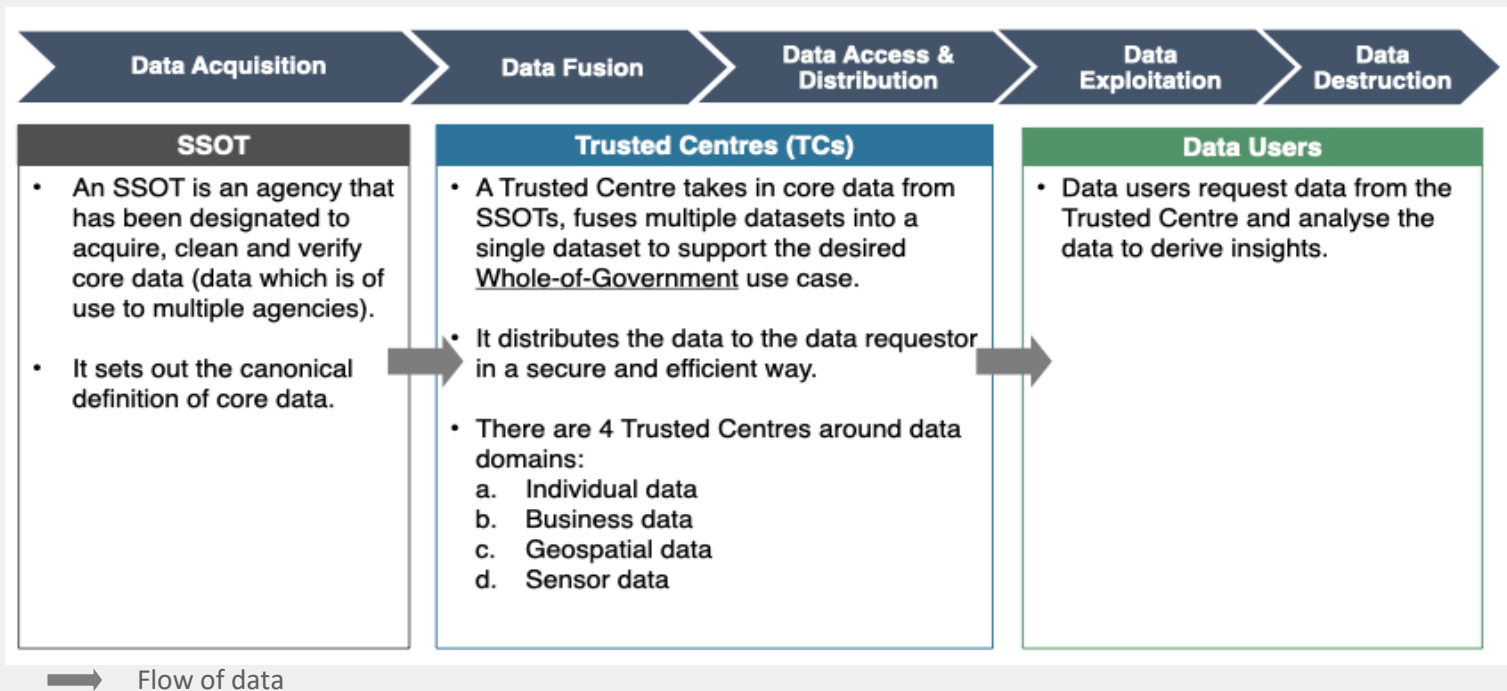 Data Acquisition
Data Fusion
Data Access &
Distribution
Data
Exploitation
Data
Destruction
SSOT
• An SSOT is an agency that
has been designated to
acquire, clean and verify
core data (data which is of
use to multiple agencies).
• It sets out the canonical
definition of core data.
Trusted Centres (TCs)
• A Trusted Centre takes in core data from
SSOTs, fuses multiple datasets into a
single dataset to support the desired
Whole-of-Government use case.
• It distributes the data to the data requestor
in a secure and efficient way.
• There are 4 Trusted Centres around data
domains:
a. Individual data
b. Business data
c. Geospatial data
d. Sensor data
Data Users
• Data users request data from the
Trusted Centre and analyse the
data to derive insights.
Flow of data